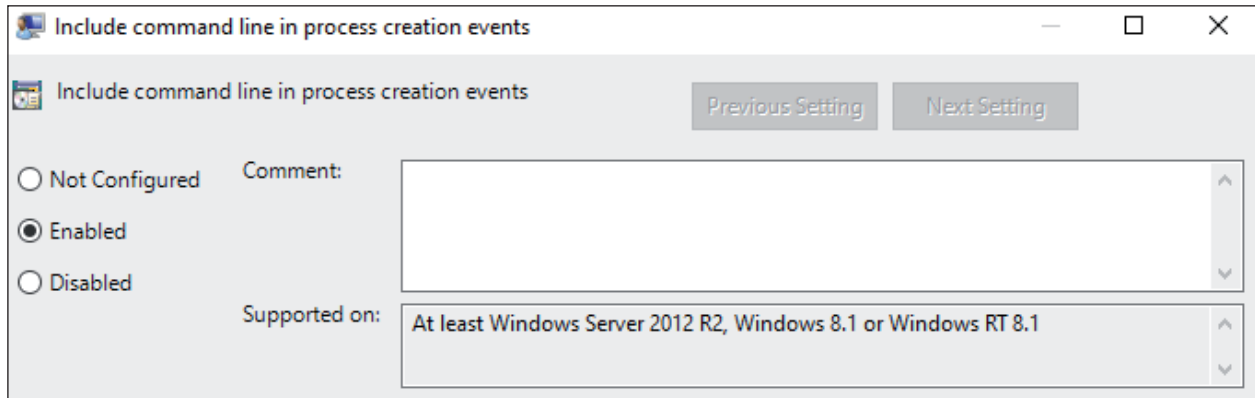 Include command line in process creation events
Include command line in process creation events
Previous Setting
Next Setting
Not Configured
Comment:
Enabled
Disabled
Supported on:
At least Windows Server 2012 R2, Windows 8.1 or Windows RT 8.1